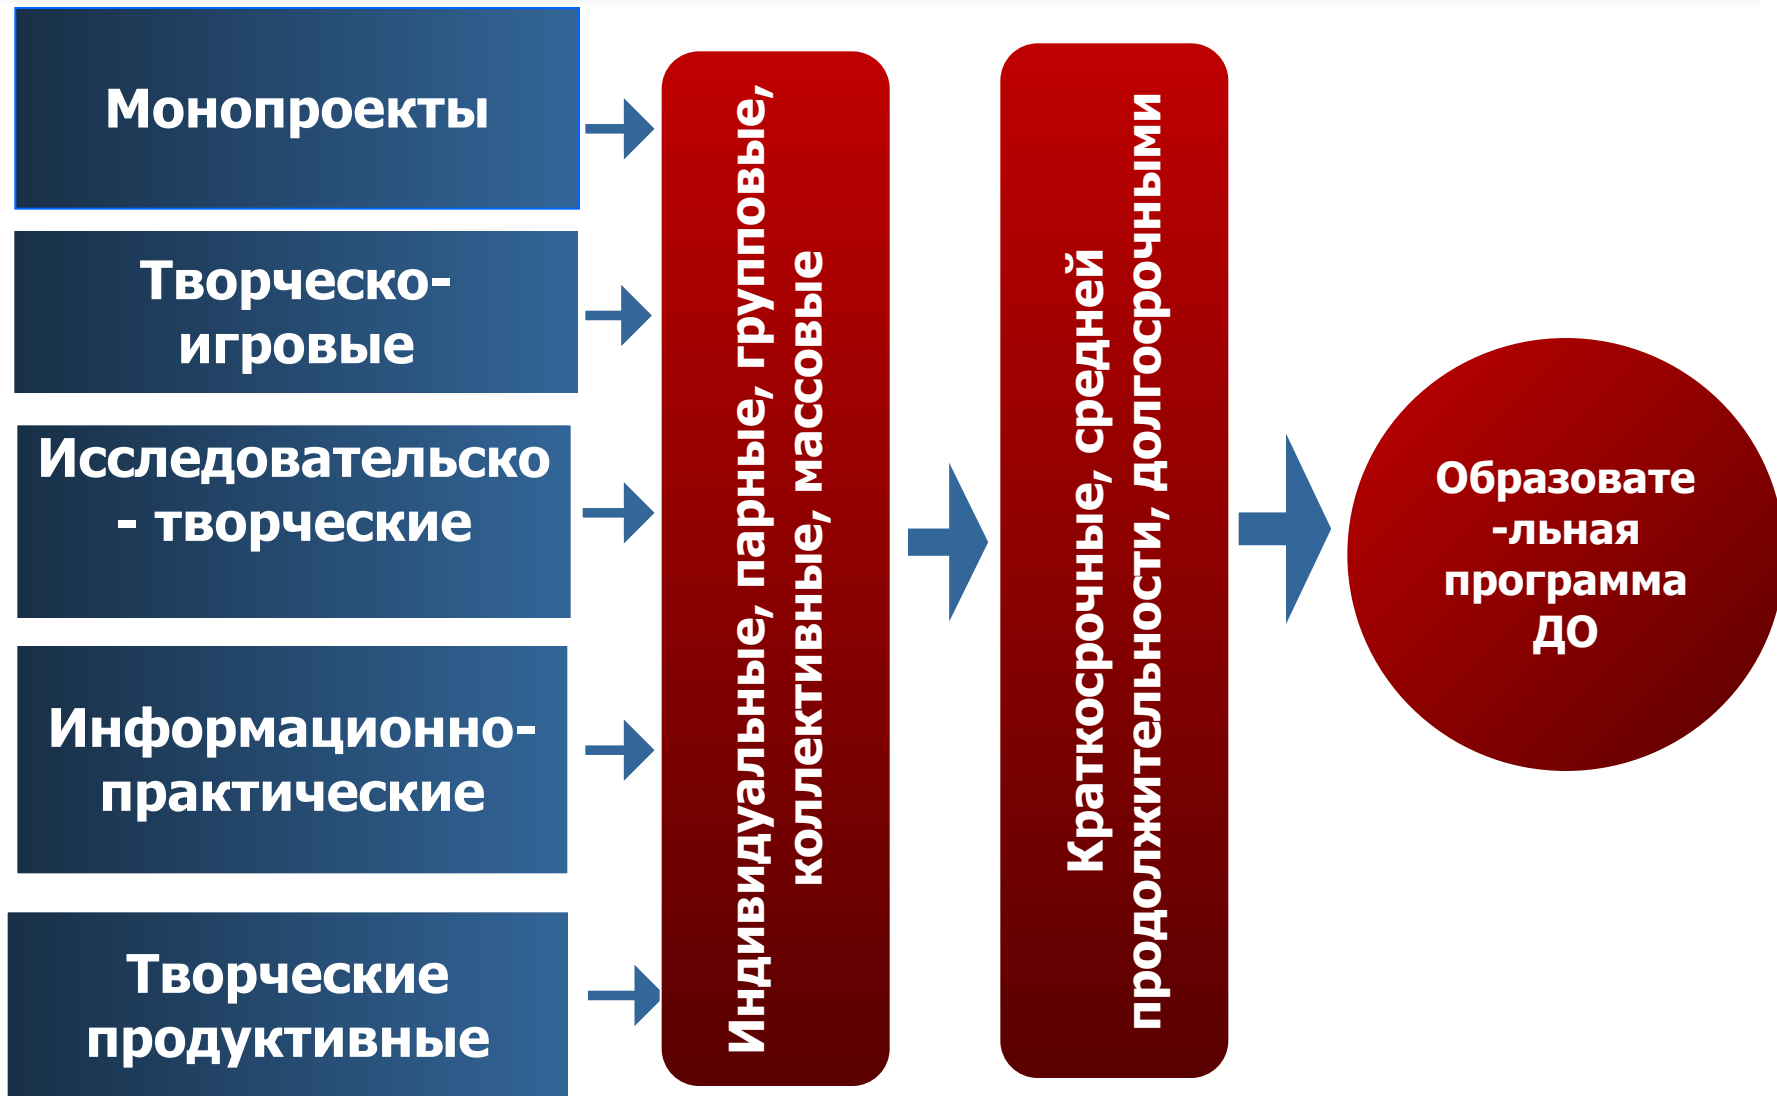 Монопроекты
Творческо-
игровые
Исследовательско
- творческие
Информационно-
практические
Творческие
продуктивные
Индивидуальные, парные, групповые,
коллективные, массовые
Краткосрочные, средней
продолжительности, долгосрочными
Образовате
-льная
программа
ДО